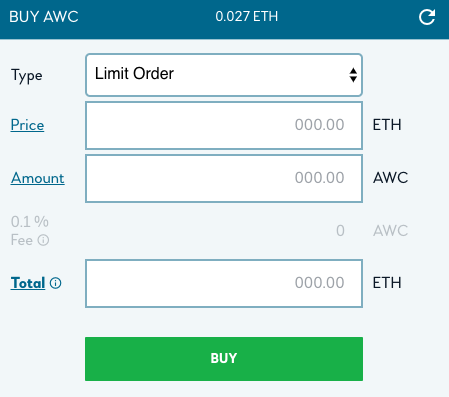 BUY AWC 0.027 ETH
Type Limit Order
Price 000.00 ETH
Amount 000.00 AWC
0.1 %
Fee ⓘ 0 AWC
Total ⓘ 000.00 ETH
BUY